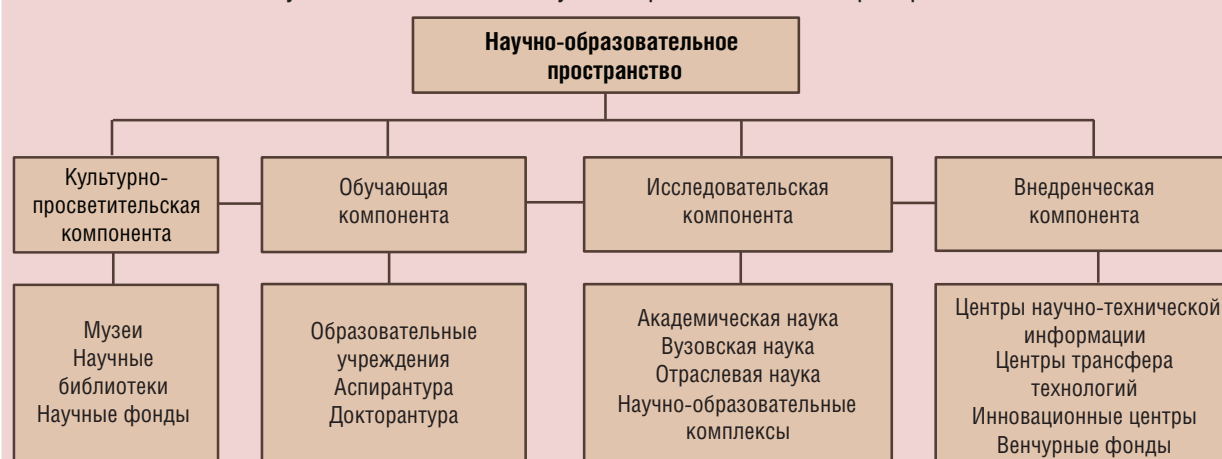 Научно-образовательное
пространство
Культурно-
просветительская
компонента
Обучающая
компонента
Исследовательская
компонента
Внедренческая
компонента
Музеи
Научные
библиотеки
Научные фонды
Образовательные
учреждения
Аспирантура
Докторантура
Академическая наука
Вузовская наука
Отраслевая наука
Научно-образовательные
комплексы
Центры научно-технической
информации
Центры трансфера
технологий
Инновационные центры
Венчурные фонды